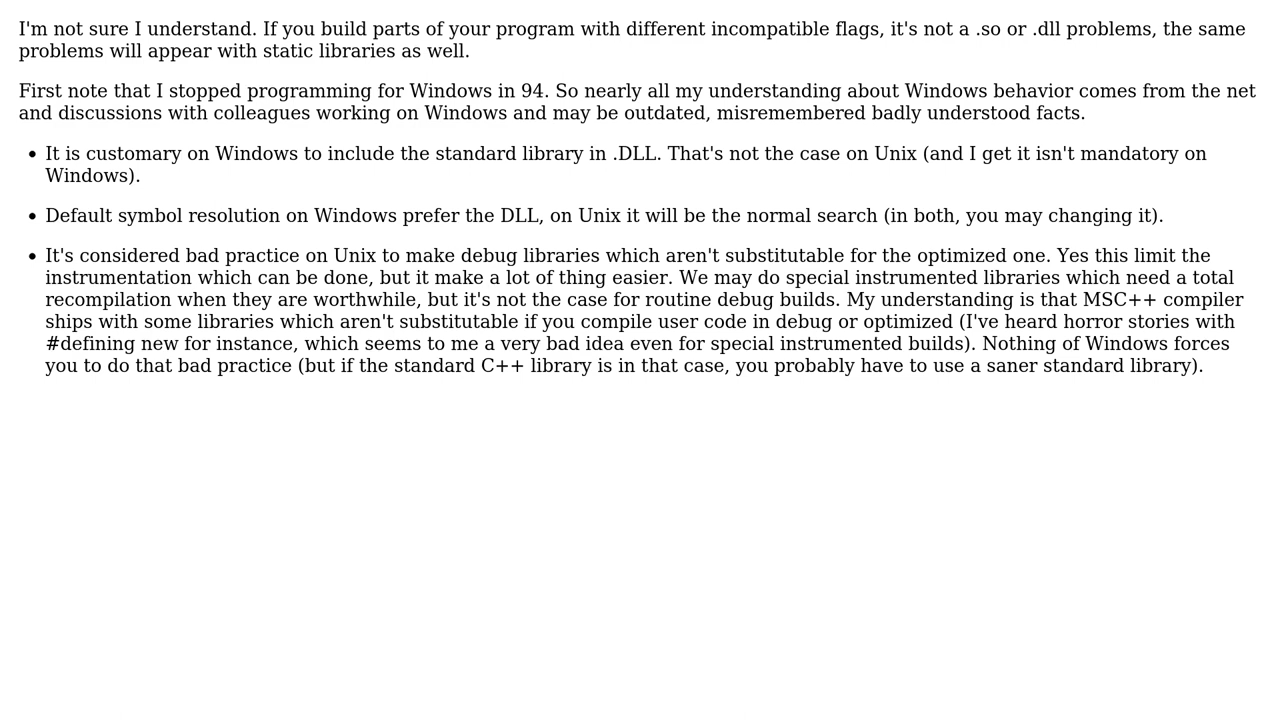 I'm not sure I understand. If you build parts of your program with different incompatible flags, it's not a .so or .dll problems, the same
problems will appear with static libraries as well.
First note that I stopped programming for Windows in 94. So nearly all my understanding about Windows behavior comes from the net
and discussions with colleagues working on Windows and may be outdated, misremembered badly understood facts.
• It is customary on Windows to include the standard library in .DLL. That's not the case on Unix (and I get it isn't mandatory on
Windows).
• Default symbol resolution on Windows prefer the DLL, on Unix it will be the normal search (in both, you may changing it).
• It's considered bad practice on Unix to make debug libraries which aren't substitutable for the optimized one. Yes this limit the
instrumentation which can be done, but it make a lot of thing easier. We may do special instrumented libraries which need a total
recompilation when they are worthwhile, but it's not the case for routine debug builds. My understanding is that MSC++ compiler
ships with some libraries which aren't substitutable if you compile user code in debug or optimized (I've heard horror stories with
#defining new for instance, which seems to me a very bad idea even for special instrumented builds). Nothing of Windows forces
you to do that bad practice (but if the standard C++ library is in that case, you probably have to use a saner standard library).